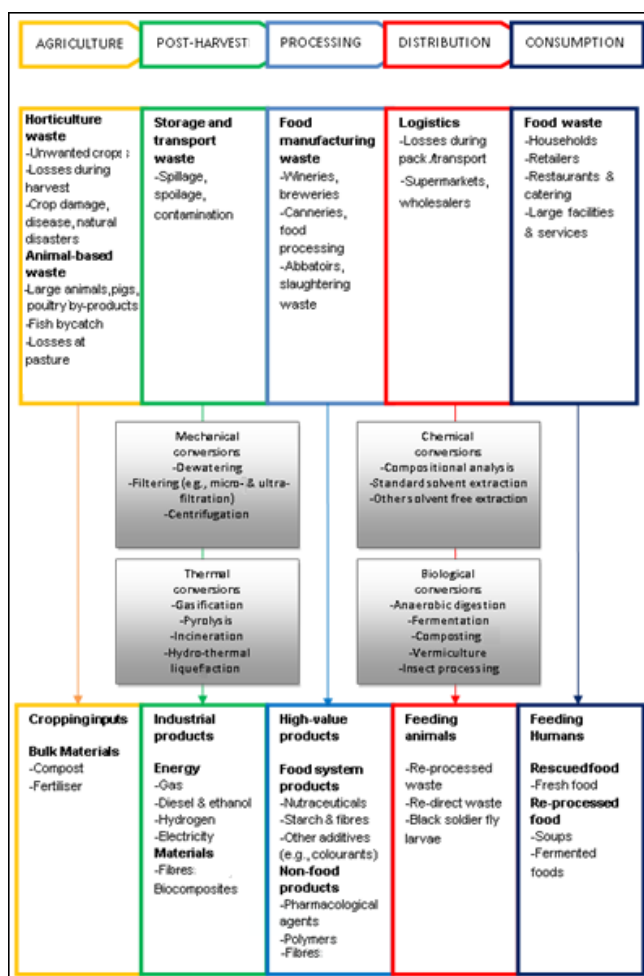 AGRICULTURE
POST-HARVEST
PROCESSING
DISTRIBUTION
CONSUMPTION
Horticulture
waste
-Unwanted crops
-Losses during
harvest
-Crop damage,
disease, natural
disasters
Animal-based
waste
-Large animals, pigs,
poultry by-products
-Fish bycatch
-Losses at
pasture
Storage and
transport
waste
-Spillage,
spoilage,
contamination
Food
manufacturing
waste
-Wineries,
breweries
-Canneries,
food
processing
-Abbatoirs,
slaughtering
waste
Logistics
-Losses during
pack./transport
-Supermarkets,
wholesalers
Food waste
-Households
-Retailers
-Restaurants &
catering
-Large facilities
& services
Mechanical
conversions
-Dewatering
-Filtering (e.g., micro- & ultra-
filtration)
-Centrifugation
Chemical
conversions
-Compositional analysis
-Standard solvent extraction
-Others solvent free extraction
Thermal
conversions
-Gasification
-Pyrolysis
-Incineration
-Hydro-thermal
liquefaction
Biological
conversions
-Anaerobic digestion
-Fermentation
-Composting
-Vermiculture
-Insect processing
Cropping inputs
Bulk Materials
-Compost
-Fertiliser
Industrial
products
Energy
-Gas
-Diesel & ethanol
-Hydrogen
-Electricity
Materials
-Fibres
Biocomposites
High-value
products
Food system
products
-Nutraceuticals
-Starch & fibres
-Other additives
(e.g., colourants)
Non-food
products
-Pharmacological
agents
-Polymers
-Fibres
Feeding
animals
-Re-processed
waste
-Re-direct waste
-Black soldier fly
larvae
Feeding
Humans
Rescued food
-Fresh food
Re-processed
food
-Soups
-Fermented
foods